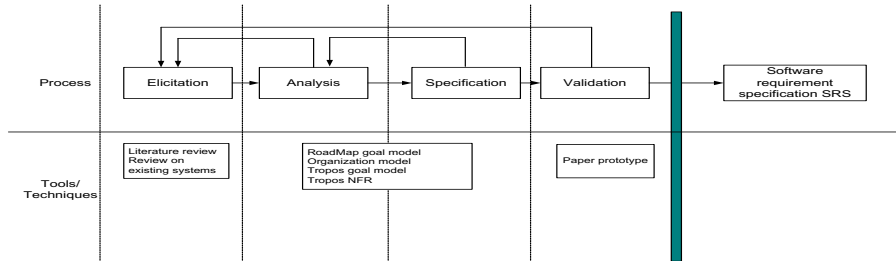 Process
Elicitation
Analysis
Specification
Validation
Software
requirement
specification SRS
Tools/
Techniques
Literature review
Review on
existing systems
RoadMap goal model
Organization model
Tropos goal model
Tropos NFR
Paper prototype